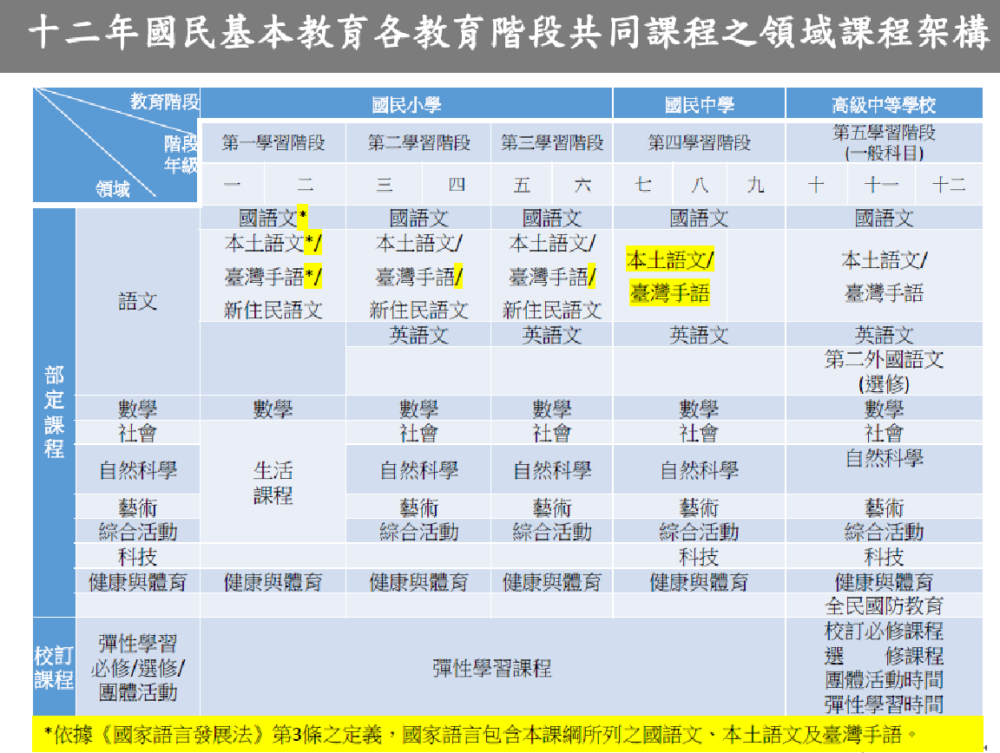 十二年國民基本教育各教育階段共同課程之領域課程架構
教育階段 國民小學 國民中學 高級中等學校
階段 年級 第一學習階段 第二學習階段 第三學習階段 第四學習階段 第五學習階段
(一般科目)
領域 一 二 三 四 五 六 七 八 九 十 十一 十二
國語文* 國語文 國語文 國語文 國語文
本土語文*/ 本土語文/ 本土語文/ 本土語文/ 本土語文/
臺灣手語*/ 臺灣手語/ 臺灣手語/ 臺灣手語 臺灣手語
語文
新住民語文 新住民語文 新住民語文
英語文 英語文 英語文 英語文
第二外國語文
(選修)
部定課程
數學 數學 數學 數學 數學 數學
社會 社會 社會 社會 社會
自然科學 生活 自然科學 自然科學 自然科學 自然科學
課程
藝術 藝術 藝術 藝術 藝術
綜合活動 綜合活動 綜合活動 綜合活動 綜合活動
科技 科技 科技
健康與體育 健康與體育 健康與體育 健康與體育 健康與體育 健康與體育
全民國防教育
校訂
課程
彈性學習
必修/選修/
團體活動
彈性學習課程
校訂必修課程
選 修課程
團體活動時間
彈性學習時間
*依據《國家語言發展法》第3條之定義，國家語言包含本課綱所列之國語文、本土語文及臺灣手語。